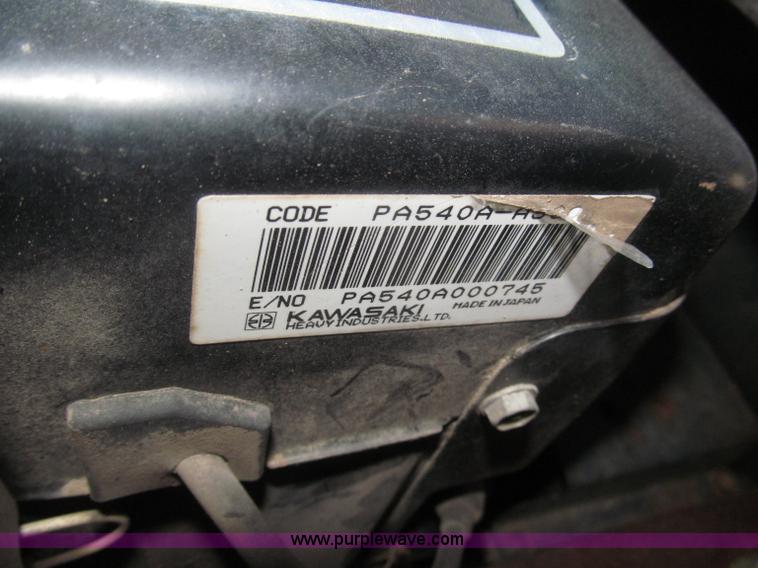 CODE PA540A-
E/NO PA540A000745
KAWASAKI MADE IN JAPAN
HEAVY INDUSTRIES.LTD.
www.purplewave.com